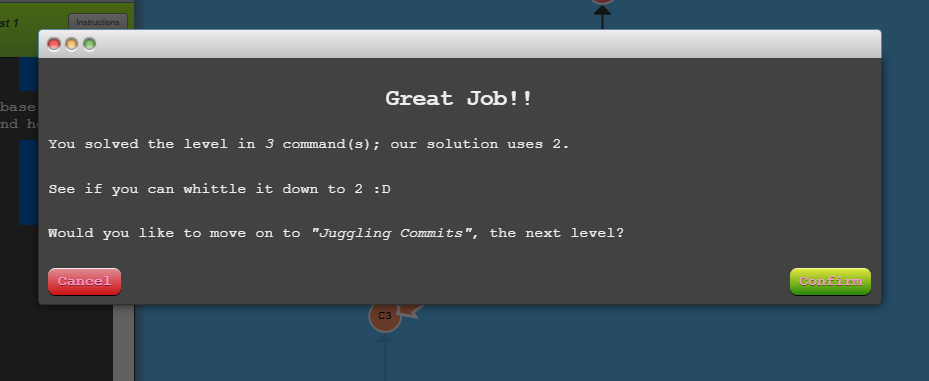 st 1
Instructions
Great Job!!
base
nd h
You solved the level in 3 command(s); our solution uses 2.
See if you can whittle it down to 2 :D
Would you like to move on to "Juggling Commits", the next level?
Cancel
Confirm
C3